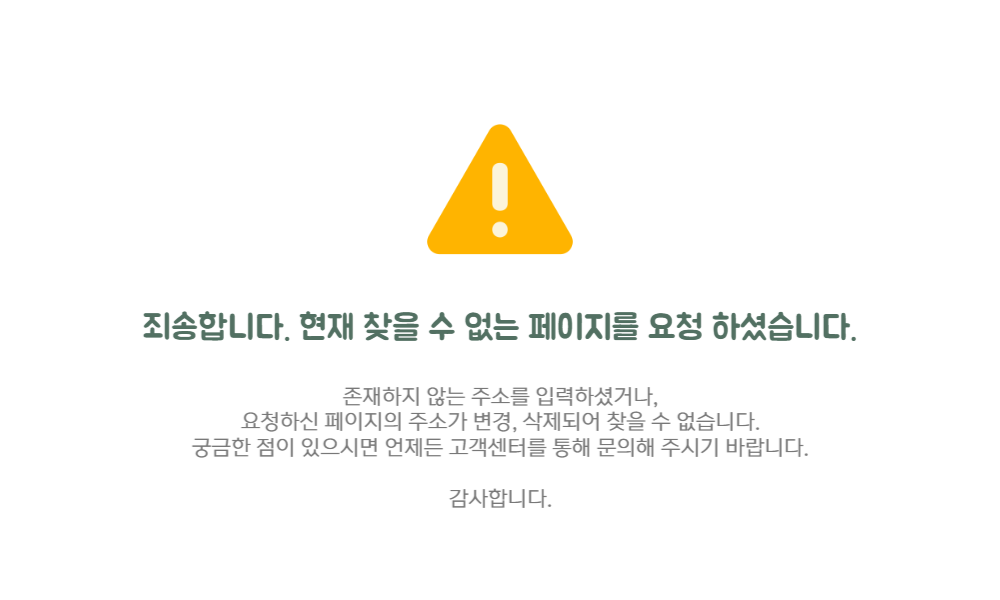 죄송합니다. 현재 찾을 수 없는 페이지를 요청 하셨습니다.
존재하지 않는 주소를 입력하셨거나,
요청하신 페이지의 주소가 변경, 삭제되어 찾을 수 없습니다.
궁금한 점이 있으시면 언제든 고객센터를 통해 문의해 주시기 바랍니다.
감사합니다.